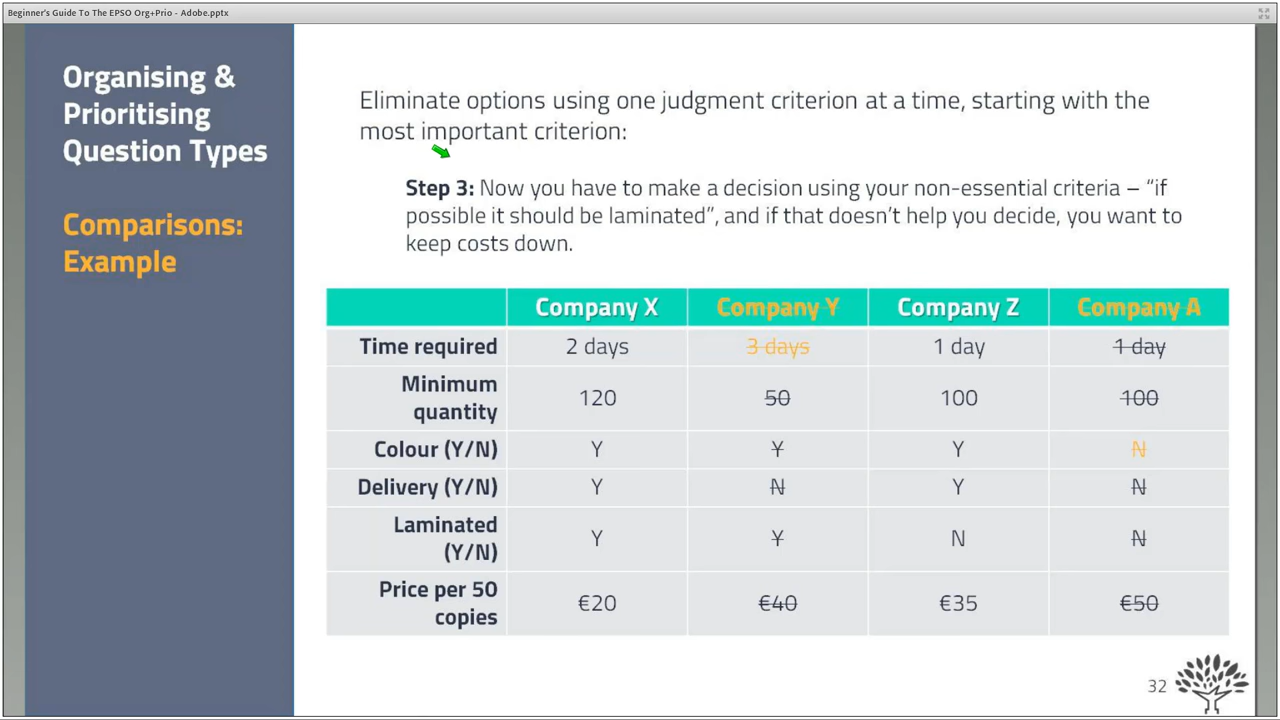 Beginner's Guide To The EPSO Org+Prio - Adobe.pptx
Organising &
Prioritising
Question Types
Comparisons:
Example
Eliminate options using one judgment criterion at a time, starting with the
most important criterion:
Step 3: Now you have to make a decision using your non-essential criteria – “if
possible it should be laminated”, and if that doesn’t help you decide, you want to
keep costs down.
Company X Company Y Company Z Company A
Time required 2 days 3 days 1 day 1 day
Minimum
quantity 120 50 100 100
Colour (Y/N) Y Y Y N
Delivery (Y/N) Y N Y N
Laminated
(Y/N) Y Y N N
Price per 50
copies €20 €40 €35 €50
32